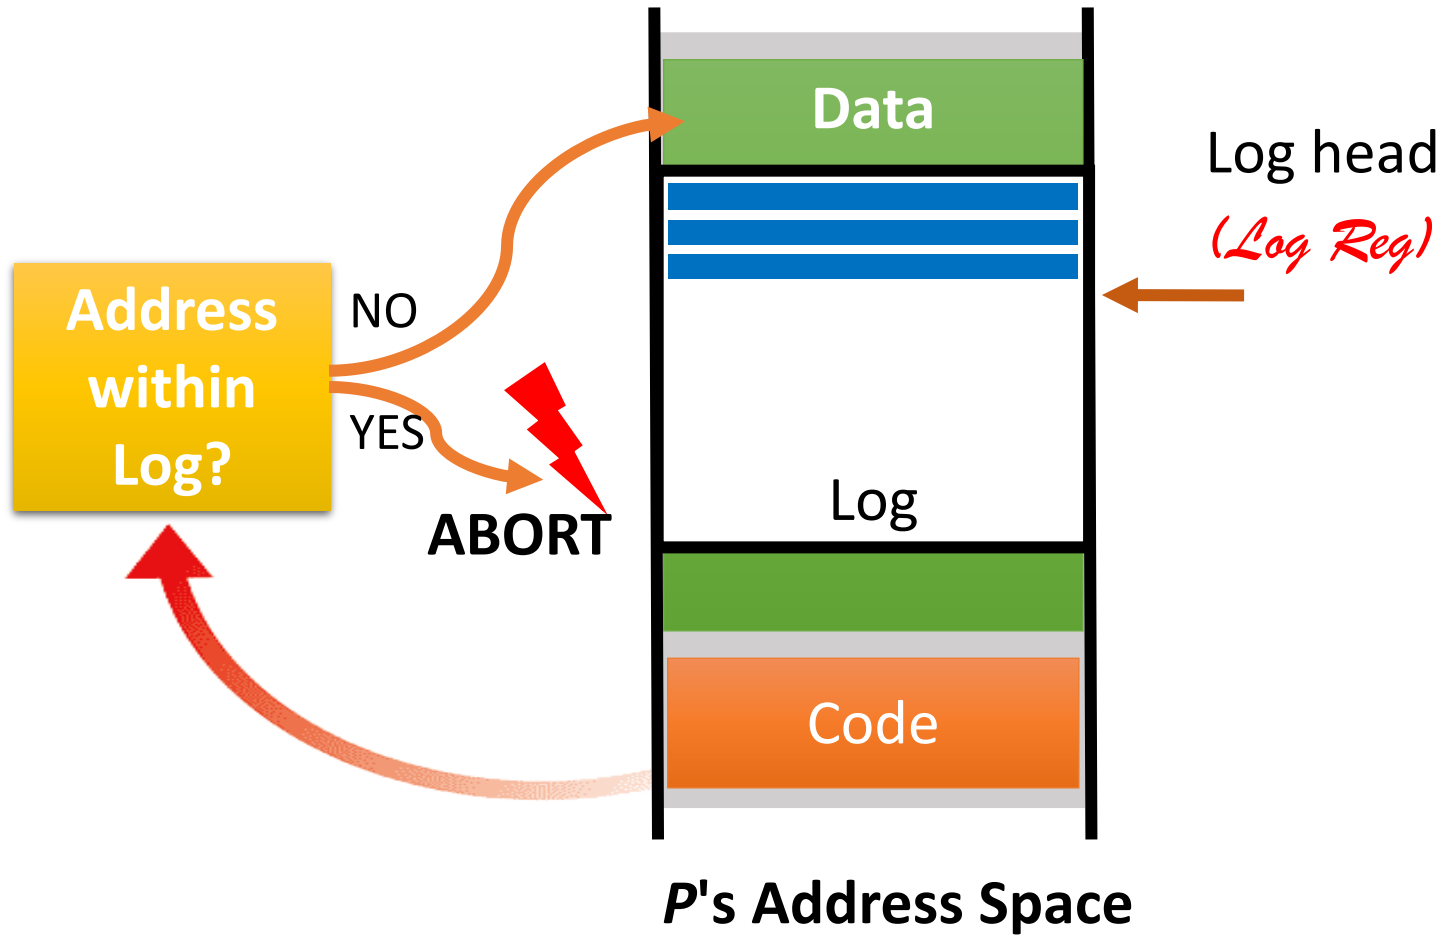 Data
Log head
(Log Reg)
Address
within
Log?
NO
YES
ABORT
Log
Code
P's Address Space